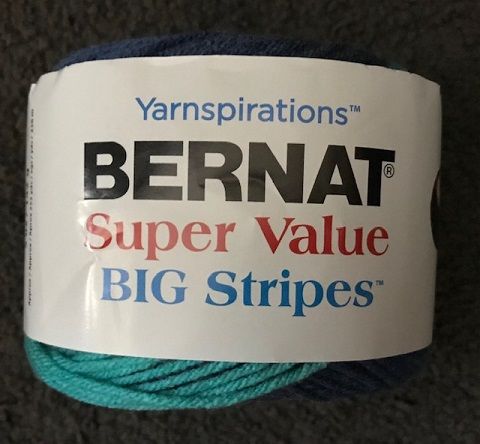 Yarnspirations™
BERNAT®
Super Value
BIG Stripes™